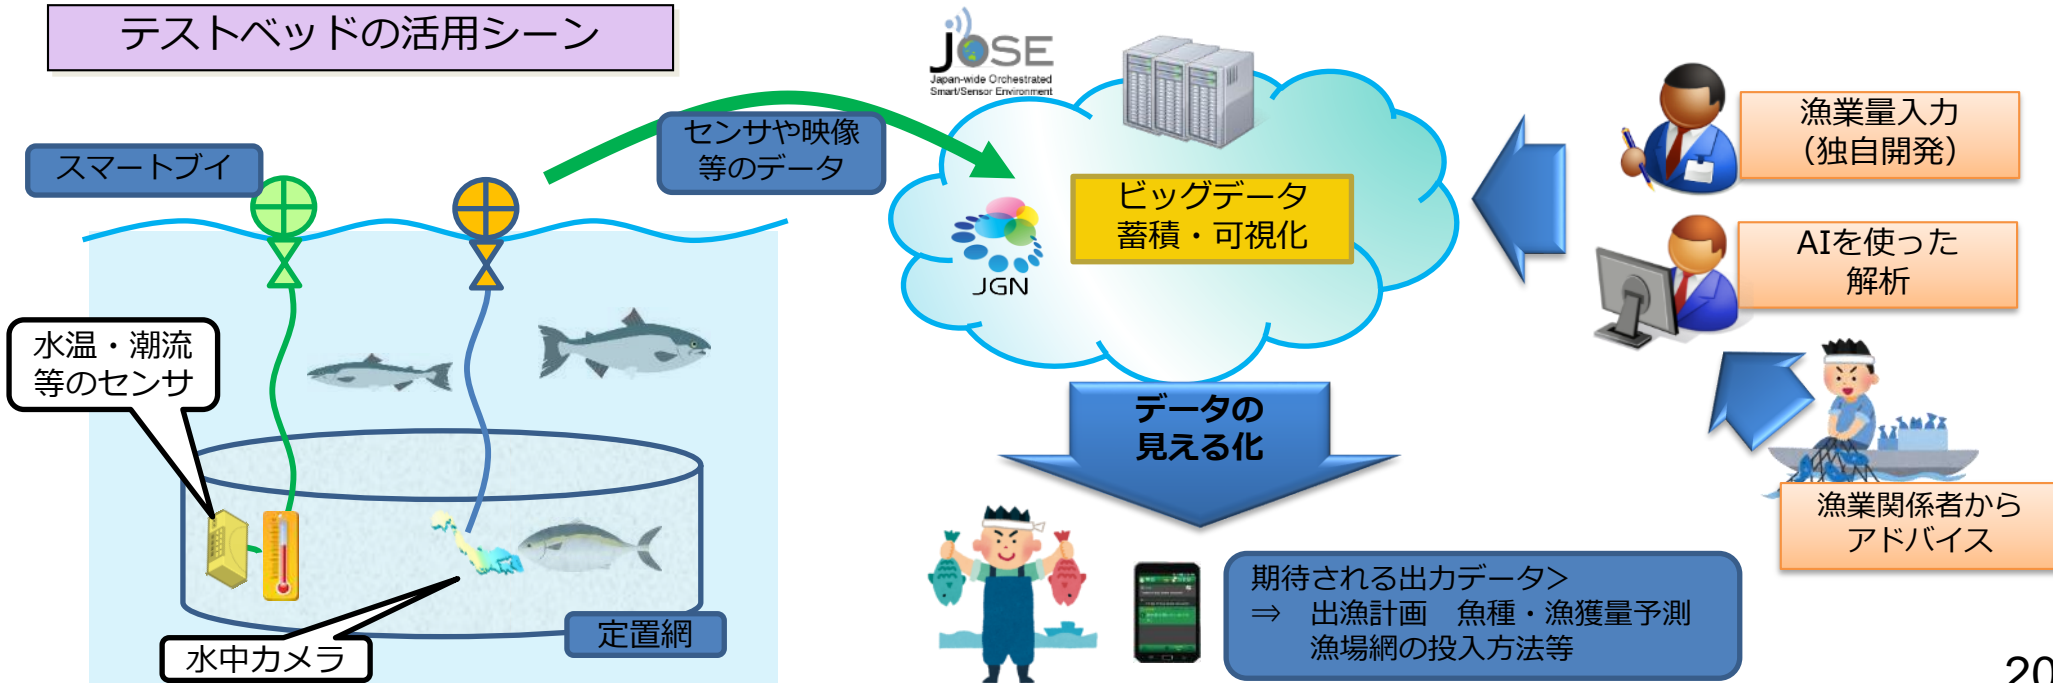 テストベッドの活用シーン
JOSE
Japan-wide Orchestrated
Smart/Sensor Environment
スマートブイ
センサや映像
等のデータ
ビッグデータ
蓄積・可視化
JGN
漁業量入力
（独自開発）
AIを使った
解析
水温・潮流
等のセンサ
データの
見える化
漁業関係者から
アドバイス
期待される出力データ>
⇒ 出漁計画 魚種・漁獲量予測
漁場網の投入方法等
定置網
水中カメラ
20